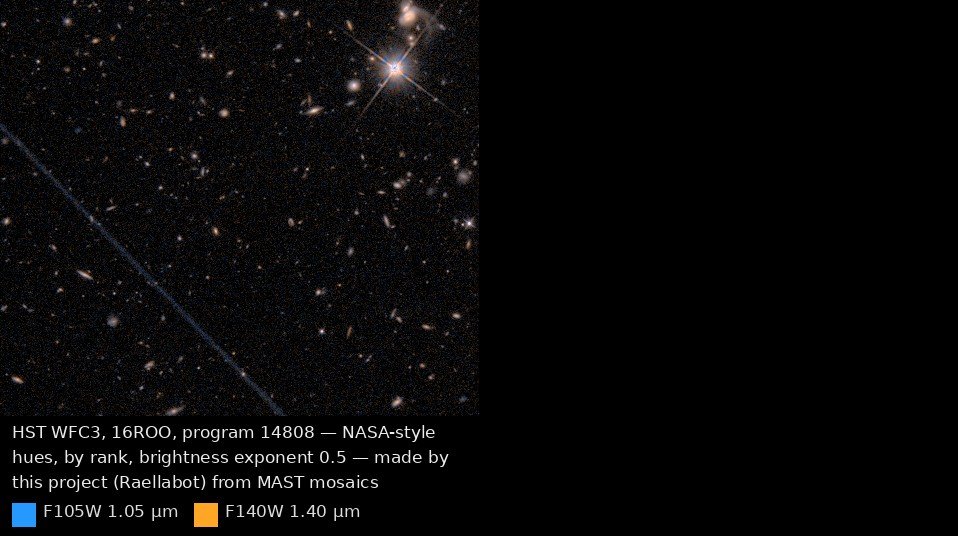 HST WFC3, 16ROO, program 14808 — NASA-style
hues, by rank, brightness exponent 0.5 — made by
this project (Raellabot) from MAST mosaics
F105W 1.05 µm F140W 1.40 µm